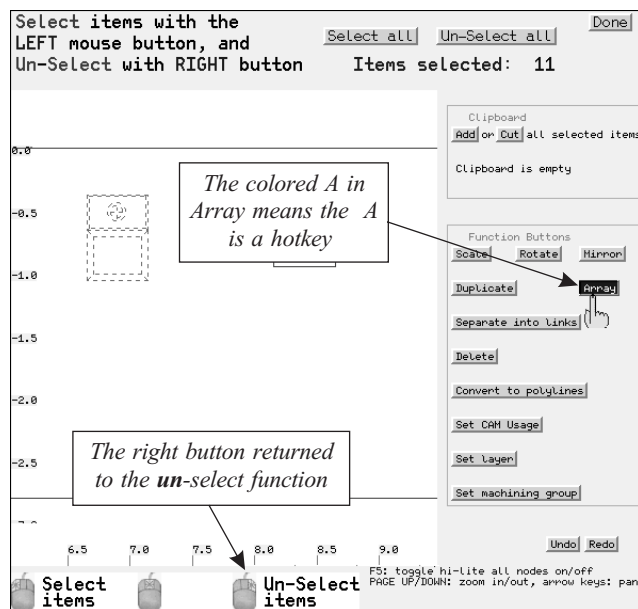 Select items with the
LEFT mouse button, and
Un-Select with RIGHT button
Select all
Un-Select all
Done
Items selected: 11
Clipboard
Add or Cut all selected items
Clipboard is empty
0.0
-0.5
-1.0
-1.5
-2.0
-2.5
The colored A in
Array means the A
is a hotkey
Function Buttons
Scale Rotate Mirror
Duplicate Array
Separate into links
Delete
Convert to polylines
Set CAM Usage
Set layer
Set machining group
The right button returned
to the un-select function
6.5 7.0 7.5 8.0 8.5 9.0
Undo Redo
Select
items
Un-Select
items
F5: toggle hi-lite all nodes on/off
PAGE UP/DOWN: zoom in/out, arrow keys: pan